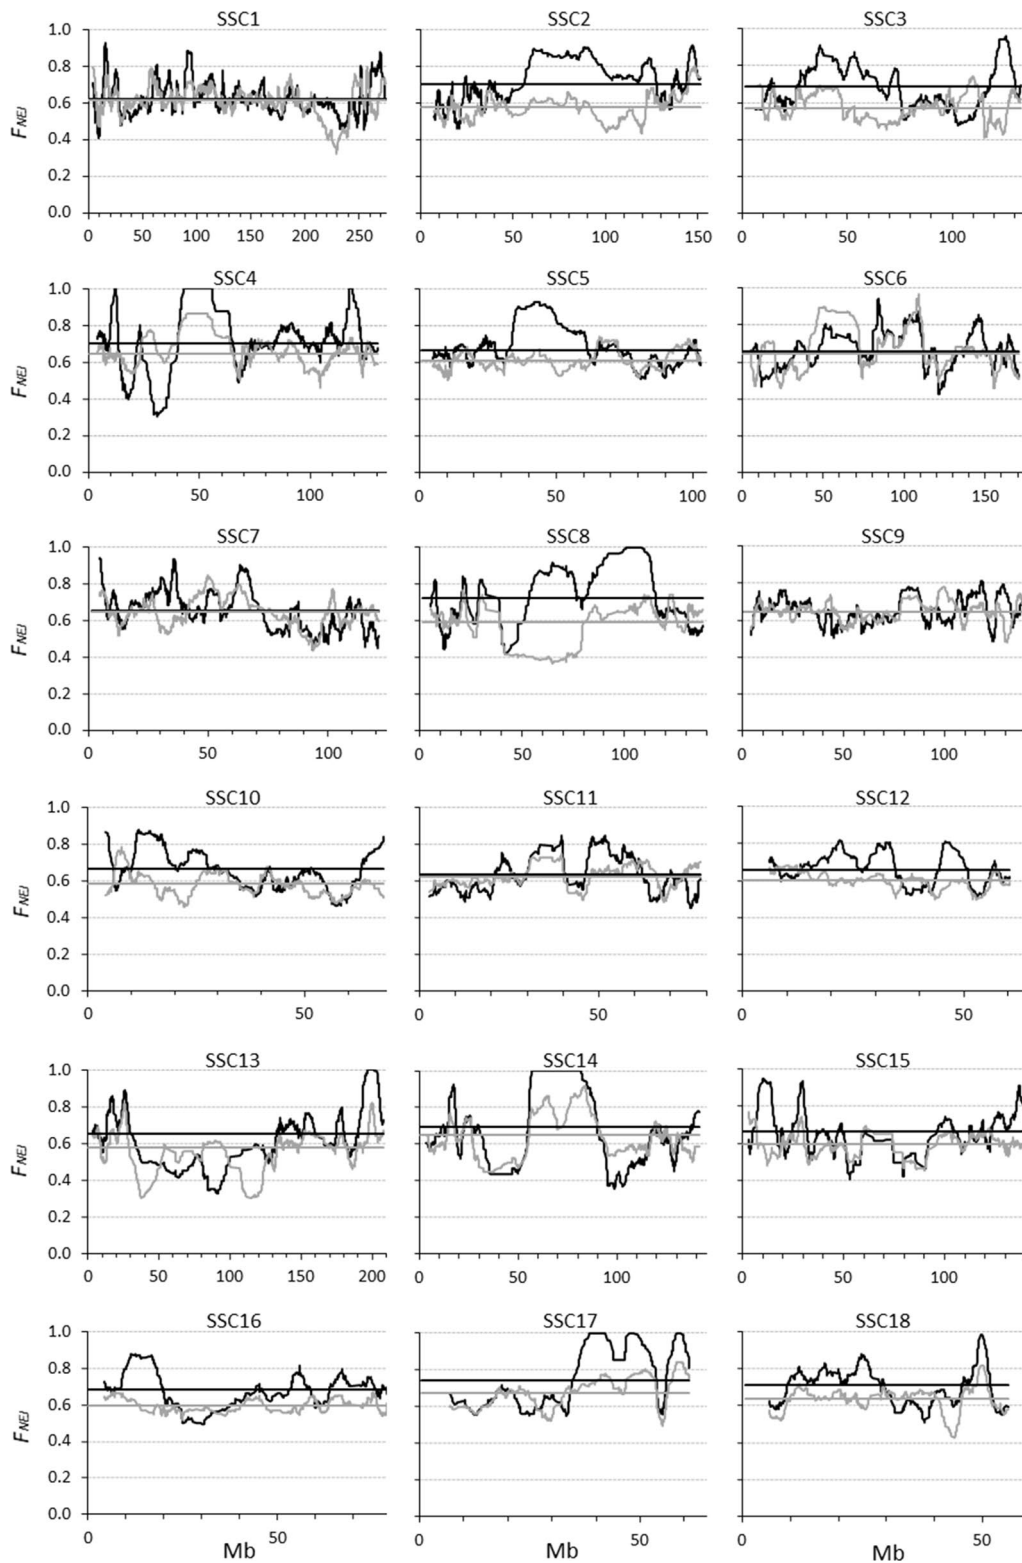 SSC1 SSC2 SSC3
1.0
0.8
0.6
0.4
0.2
0.0
F_NEJ
0 50 100 150 200 250 0 50 100 150 0 50 100
SSC4 SSC5 SSC6
1.0
0.8
0.6
0.4
0.2
0.0
F_NEJ
0 50 100 0 50 100 0 50 100 150
SSC7 SSC8 SSC9
1.0
0.8
0.6
0.4
0.2
0.0
F_NEJ
0 50 100 0 50 100 0 50 100
SSC10 SSC11 SSC12
1.0
0.8
0.6
0.4
0.2
0.0
F_NEJ
0 50 0 50 0 50
SSC13 SSC14 SSC15
1.0
0.8
0.6
0.4
0.2
0.0
F_NEJ
0 50 100 150 200 0 50 100 0 50 100
SSC16 SSC17 SSC18
1.0
0.8
0.6
0.4
0.2
0.0
F_NEJ
0 50 0 50 0 50
Mb Mb Mb